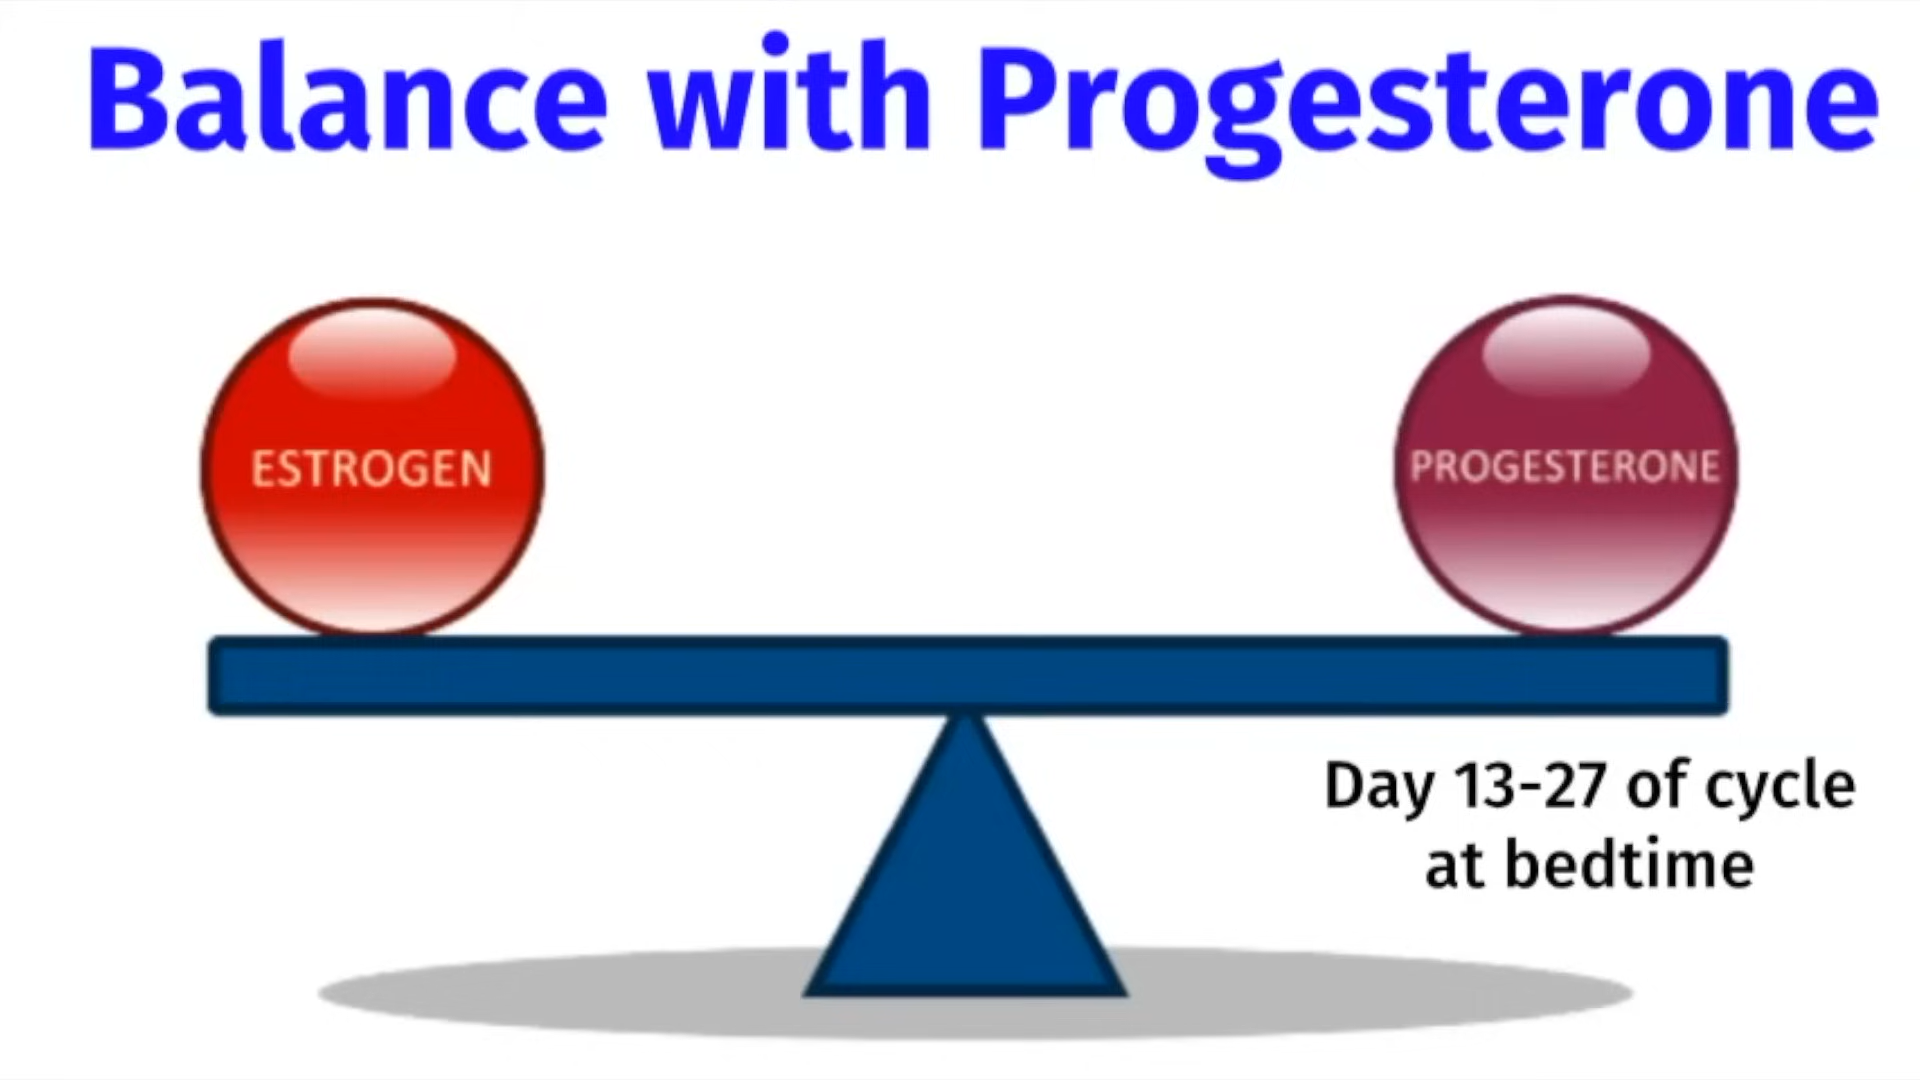 Balance with Progesterone
ESTROGEN
PROGESTERONE
Day 13-27 of cycle
at bedtime